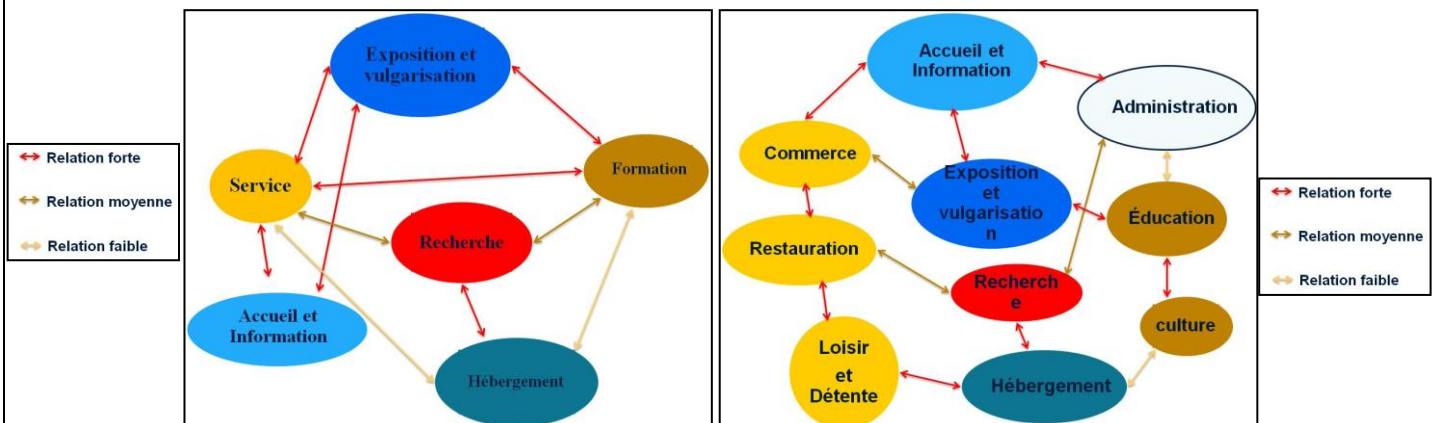 Relation forte
Relation moyenne
Relation faible
Exposition et
vulgarisation
Service
Formation
Recherche
Accueil et
Information
Hébergement
Accueil et
Information
Administration
Commerce
Exposition
et
vulgarisatio
n
Éducation
Restauration
Recherch
e
culture
Loisir
et
Détente
Hébergement
Relation forte
Relation moyenne
Relation faible